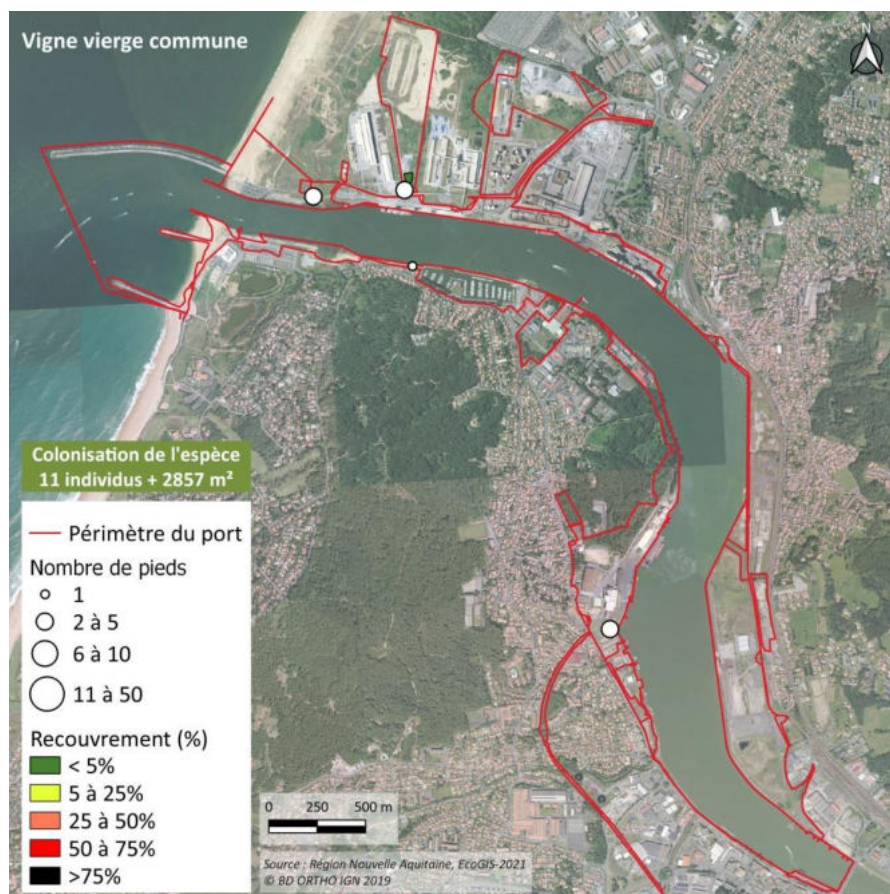 Vigne vierge commune
N
Colonisation de l'espèce
11 individus + 2857 m²
Périmètre du port
Nombre de pieds
1
2 à 5
6 à 10
11 à 50
Recouvrement (%)
< 5%
5 à 25%
25 à 50%
50 à 75%
>75%
0 250 500 m
Source : Région Nouvelle Aquitaine, EcoGIS-2021
© BD ORTHO IGN 2019